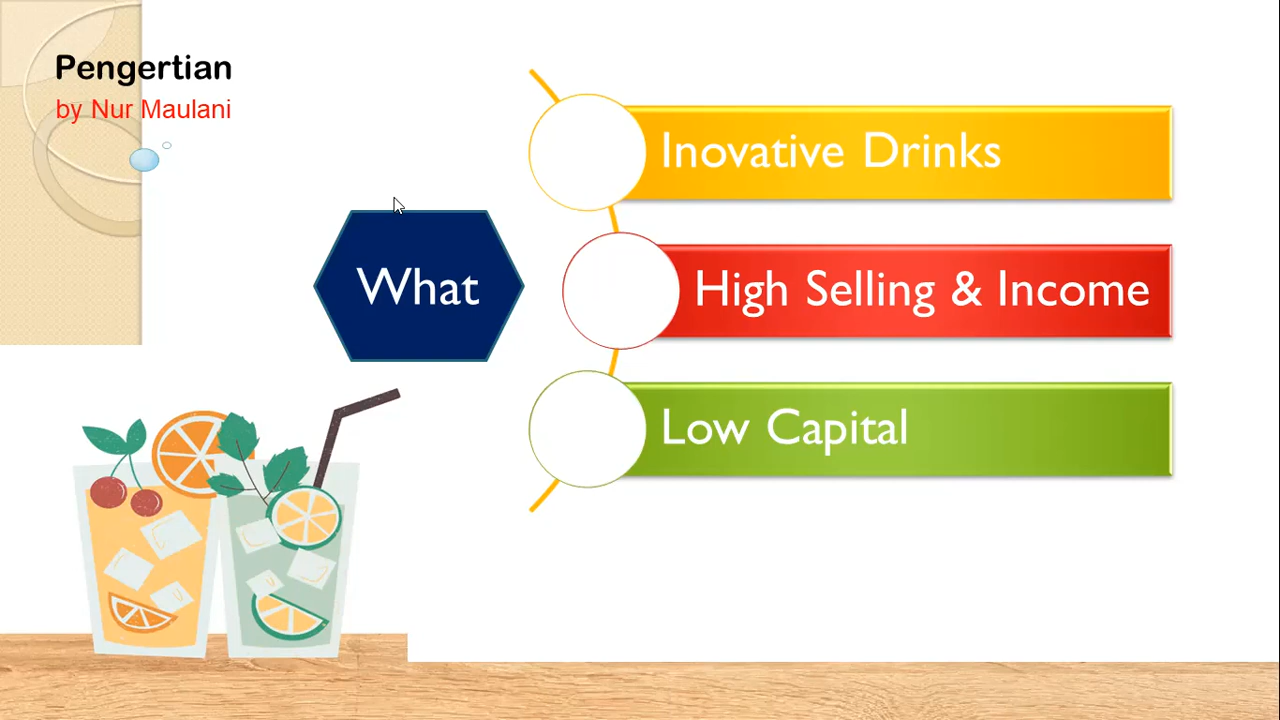 Pengertian
by Nur Maulani
What
Inovative Drinks
High Selling & Income
Low Capital